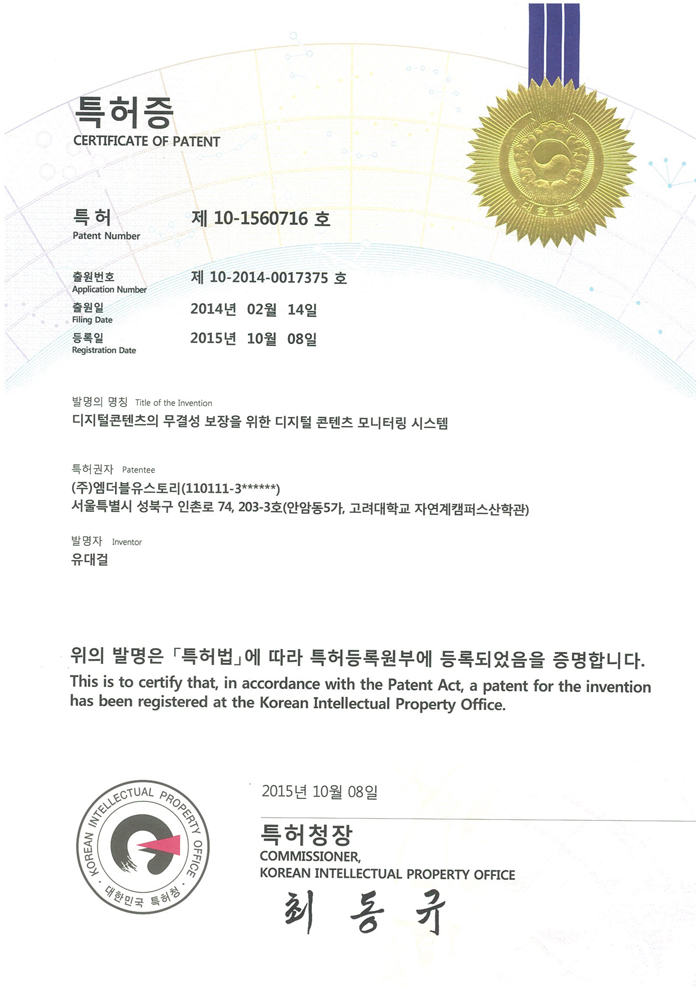 특허증
CERTIFICATE OF PATENT
대한민국
특허 제 10-1560716 호
Patent Number
출원번호 제 10-2014-0017375 호
Application Number
출원일 2014년 02월 14일
Filing Date
등록일 2015년 10월 08일
Registration Date
발명의 명칭 Title of the Invention
디지털콘텐츠의 무결성 보장을 위한 디지털 콘텐츠 모니터링 시스템
특허권자 Patentee
(주)엠더블유스토리(110111-3******)
서울특별시 성북구 인촌로 74, 203-3호(안암동5가, 고려대학교 자연계캠퍼스산학관)
발명자 Inventor
유대걸
위의 발명은 「특허법」에 따라 특허등록원부에 등록되었음을 증명합니다.
This is to certify that, in accordance with the Patent Act, a patent for the invention
has been registered at the Korean Intellectual Property Office.
2015년 10월 08일
특허청장
COMMISSIONER,
KOREAN INTELLECTUAL PROPERTY OFFICE
최동규
KOREAN INTELLECTUAL PROPERTY OFFICE
· 대한민국 특허청 ·